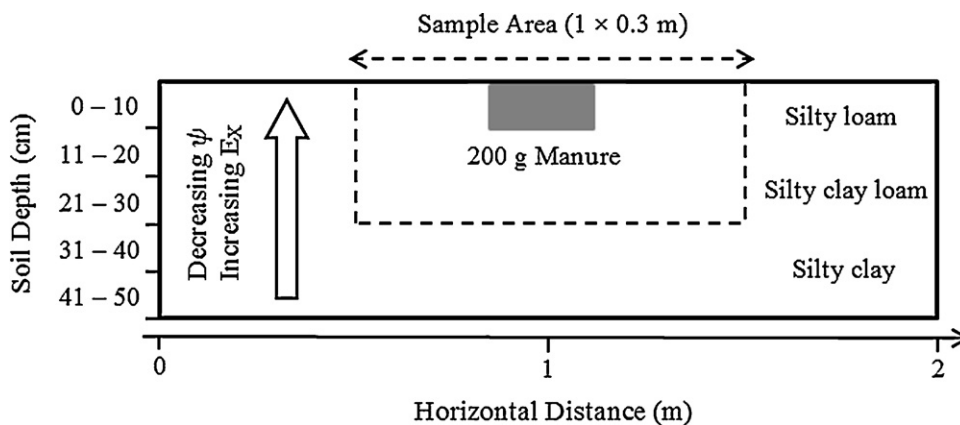 Sample Area (1 × 0.3 m)
Soil Depth (cm)
0 – 10
11 – 20
21 – 30
31 – 40
41 – 50
Decreasing ψ
Increasing Eₓ
200 g Manure
Silty loam
Silty clay loam
Silty clay
0
1
2
Horizontal Distance (m)